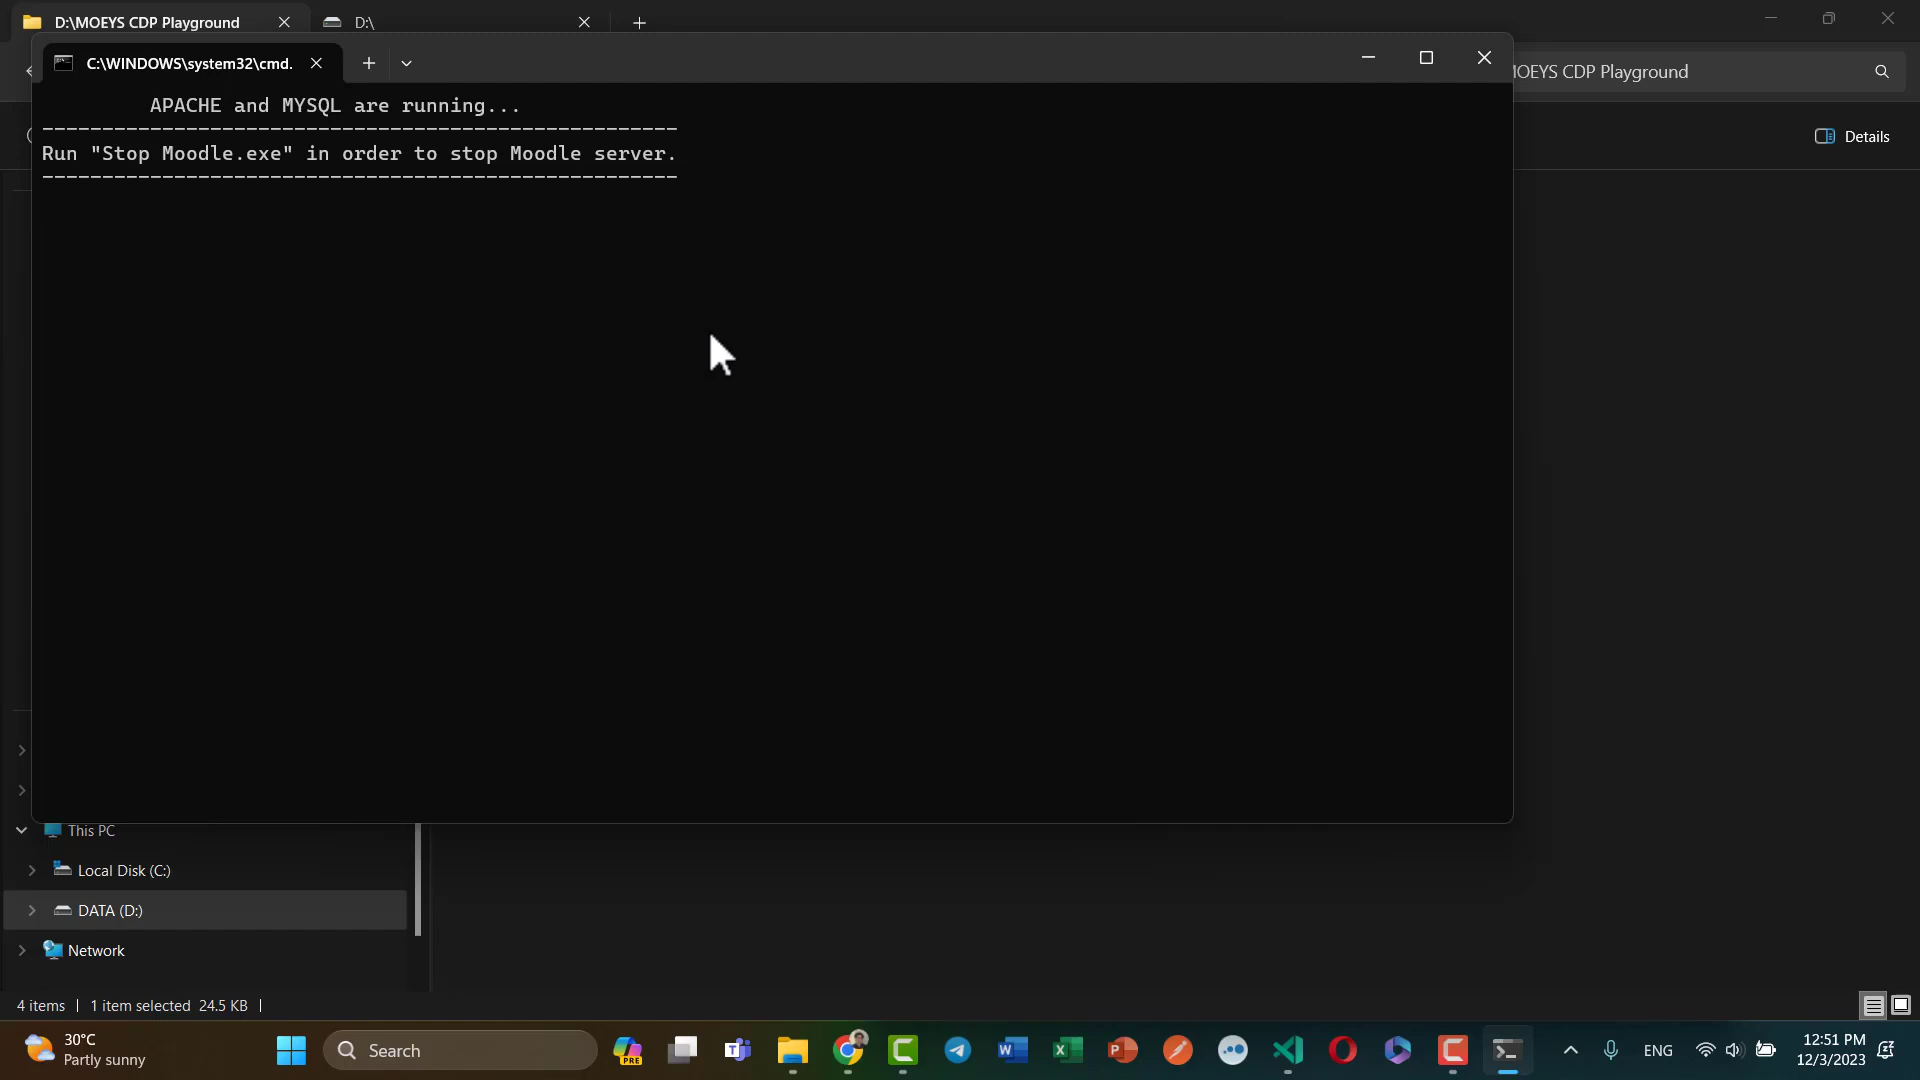 D:\MOEYS CDP Playground
D:\
C:\WINDOWS\system32\cmd.
OEYS CDP Playground
APACHE and MYSQL are running...
Run "Stop Moodle.exe" in order to stop Moodle server.
Details
This PC
Local Disk (C:)
DATA (D:)
Network
4 items
1 item selected 24.5 KB
30°C
Partly sunny
Search
PRE
ENG
12:51 PM
12/3/2023